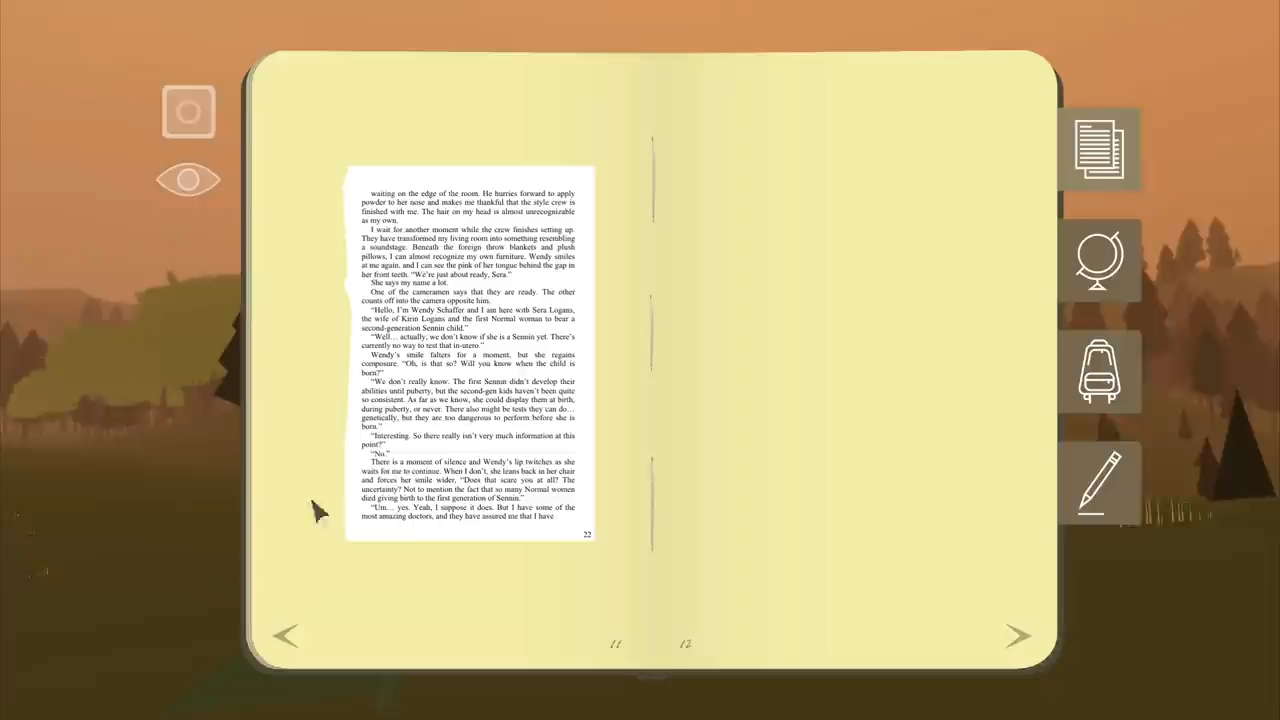 waiting on the edge of the room. He hurries forward to apply
powder to her nose and makes me thankful that the style crew is
finished with me. The hair on my head is almost unrecognizable
as my own.
I wait for another moment while the crew finishes setting up.
They have transformed my living room into something resembling
a soundstage. Beneath the foreign throw blankets and plush
pillows, I can almost recognize my own furniture. Wendy smiles
at me again, and I can see the pink of her tongue behind the gap in
her front teeth. “We’re just about ready, Sera.”
She says my name a lot.
One of the cameramen says that they are ready. The other
counts off into the camera opposite him.
“Hello, I’m Wendy Schaffer and I am here with Sera Logans,
the wife of Kirin Logans and the first Normal woman to bear a
second-generation Sennin child.”
“Well… actually, we don’t know if she is a Sennin yet. There’s
currently no way to test that in-utero.”
Wendy’s smile falters for a moment, but she regains
composure. “Oh, is that so? Will you know when the child is
born?”
“We don’t really know. The first Sennin didn’t develop their
abilities until puberty, but the second-gen kids haven’t been quite
so consistent. As far as we know, she could display them at birth,
during puberty, or never. There also might be tests they can do…
genetically, but they are too dangerous to perform before she is
born.”
“Interesting. So there really isn’t very much information at this
point?”
“No.”
There is a moment of silence and Wendy’s lip twitches as she
waits for me to continue. When I don’t, she leans back in her chair
and forces her smile wider, “Does that scare you at all? The
uncertainty? Not to mention the fact that so many Normal women
died giving birth to the first generation of Sennin.”
“Um… yes. Yeah, I suppose it does. But I have some of the
most amazing doctors, and they have assured me that I have
22
11 12